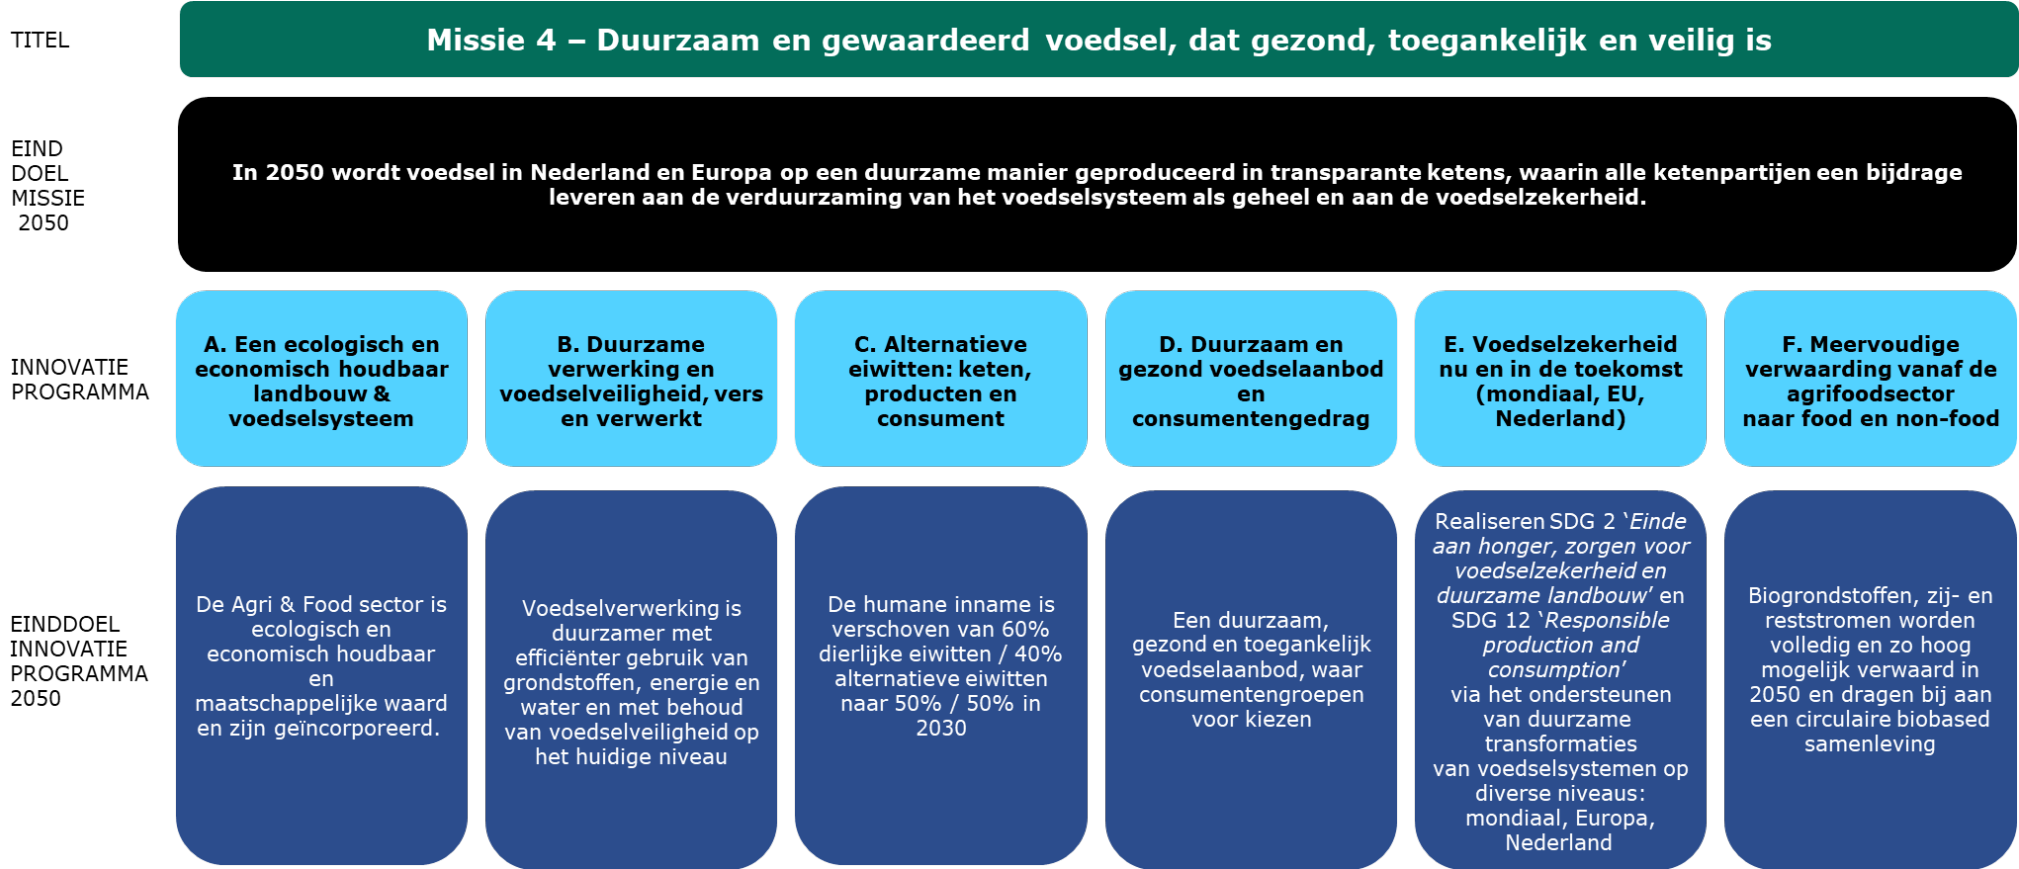 TITEL
Missie 4 – Duurzaam en gewaardeerd voedsel, dat gezond, toegankelijk en veilig is
EIND
DOEL
MISSIE
2050
In 2050 wordt voedsel in Nederland en Europa op een duurzame manier geproduceerd in transparante ketens, waarin alle ketenpartijen een bijdrage
leveren aan de verduurzaming van het voedselsysteem als geheel en aan de voedselzekerheid.
INNOVATIE
PROGRAMMA
A. Een ecologisch en
economisch houdbaar
landbouw &
voedselsysteem
B. Duurzame
verwerking en
voedselveiligheid, vers
en verwerkt
C. Alternatieve
eiwitten: keten,
producten en
consument
D. Duurzaam en
gezond voedselaanbod
en
consumentengedrag
E. Voedselzekerheid
nu en in de toekomst
(mondiaal, EU,
Nederland)
F. Meervoudige
verwaarding vanaf de
agrifoodsector
naar food en non-food
EINDDOEL
INNOVATIE
PROGRAMMA
2050
De Agri & Food sector is
ecologisch en
economisch houdbaar
en
maatschappelijke waard
en zijn geïncorporeerd.
Voedselverwerking is
duurzamer met
efficiënter gebruik van
grondstoffen, energie en
water en met behoud
van voedselveiligheid op
het huidige niveau
De humane inname is
verschoven van 60%
dierlijke eiwitten / 40%
alternatieve eiwitten
naar 50% / 50% in
2030
Een duurzaam,
gezond en toegankelijk
voedselaanbod, waar
consumentengroepen
voor kiezen
Realiseren SDG 2 ‘Einde
aan honger, zorgen voor
voedselzekerheid en
duurzame landbouw’ en
SDG 12 ‘Responsible
production and
consumption’
via het ondersteunen
van duurzame
transformaties
van voedselsystemen op
diverse niveaus:
mondiaal, Europa,
Nederland
Biogrondstoffen, zij- en
reststromen worden
volledig en zo hoog
mogelijk verwaard in
2050 en dragen bij aan
een circulaire biobased
samenleving